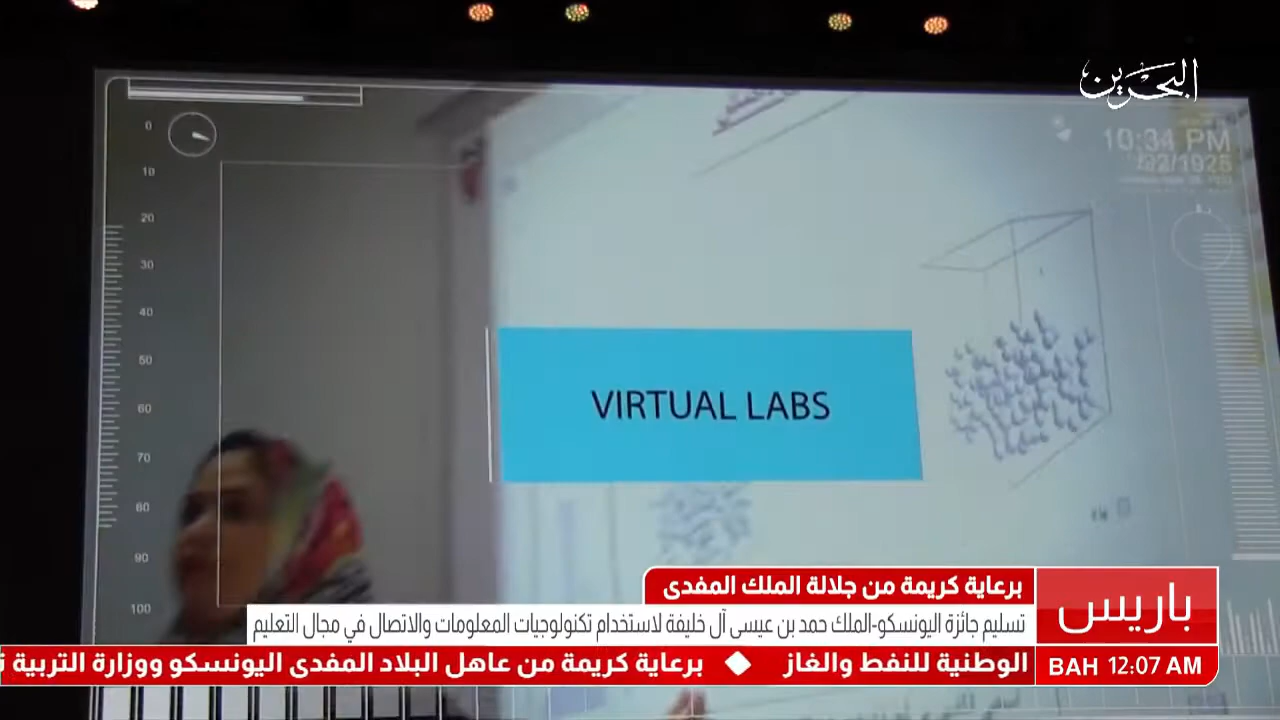 البحرين
10:34 PM
0
10
20
30
40
50
60
70
60
90
100
VIRTUAL LABS
برعاية كريمة من جلالة الملك المفدى
باريس
تسليم جائزة اليونسكو-الملك حمد بن عيسى آل خليفة لاستخدام تكنولوجيات المعلومات والاتصال في مجال التعليم
الوطنية للنفط والغاز ◆ برعاية كريمة من عاهل البلاد المفدى اليونسكو ووزارة التربية
BAH 12:07 AM